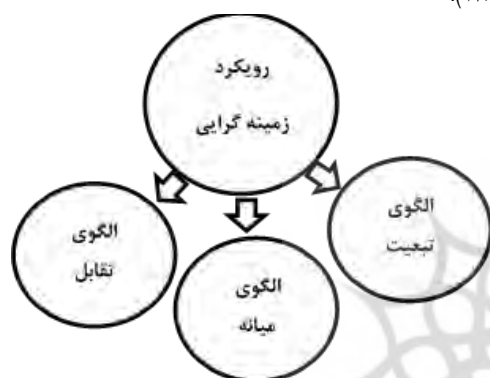 رویکرد
زمینه گرایی
الگوی
تبعیت
الگوی
میانه
الگوی
تقابل